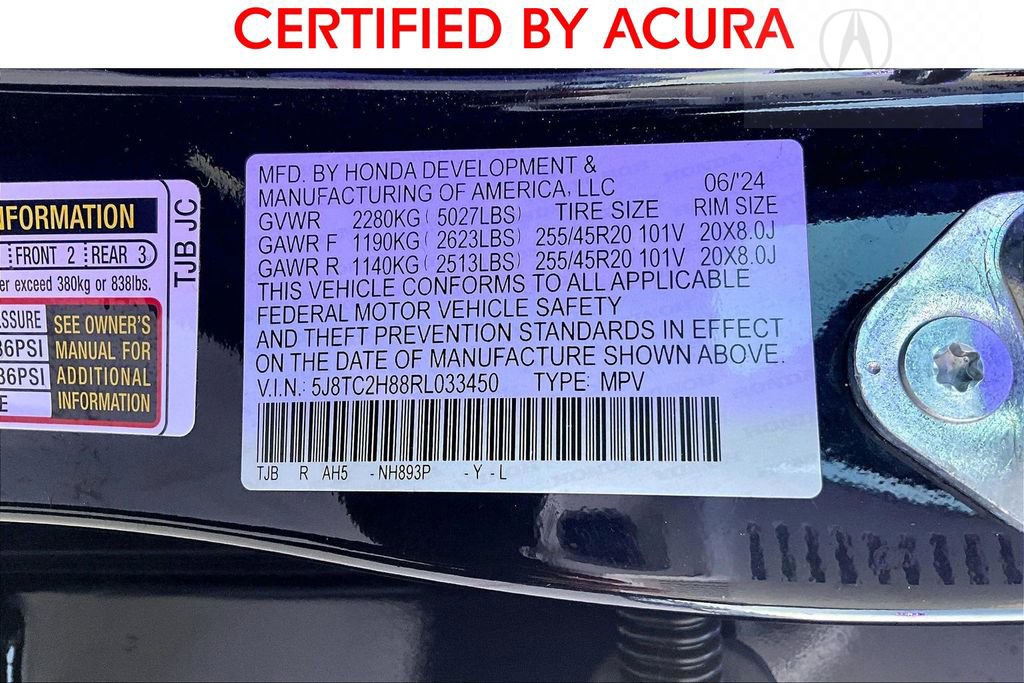 CERTIFIED BY ACURA
MFD. BY HONDA DEVELOPMENT &
MANUFACTURING OF AMERICA, LLC 06/'24
GVWR 2280KG (5027LBS) TIRE SIZE RIM SIZE
GAWR F 1190KG (2623LBS) 255/45R20 101V 20X8.0J
GAWR R 1140KG (2513LBS) 255/45R20 101V 20X8.0J
THIS VEHICLE CONFORMS TO ALL APPLICABLE
FEDERAL MOTOR VEHICLE SAFETY
AND THEFT PREVENTION STANDARDS IN EFFECT
ON THE DATE OF MANUFACTURE SHOWN ABOVE.
V.I.N.: 5J8TC2H88RL033450 TYPE: MPV
TJB R AH5 -NH893P -Y -L
NFORMATION
FRONT 2 REAR 3
er exceed 380kg or 838lbs.
SSURE
36PSI
36PSI
E
SEE OWNER'S
MANUAL FOR
ADDITIONAL
INFORMATION
TJB JC